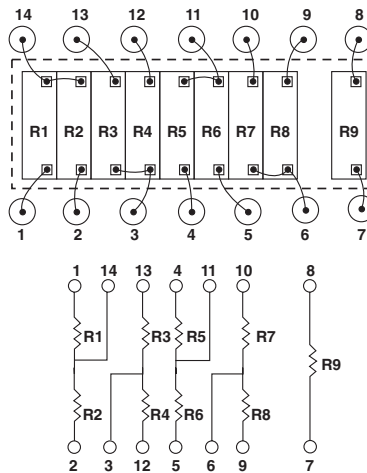 14 13 12 11 10 9 8
R1 R2 R3 R4 R5 R6 R7 R8 R9
1 2 3 4 5 6 7
1 14 13 4 11 10 8
R1 R3 R5 R7
R9
R2 R4 R6 R8
2 3 12 5 6 9 7